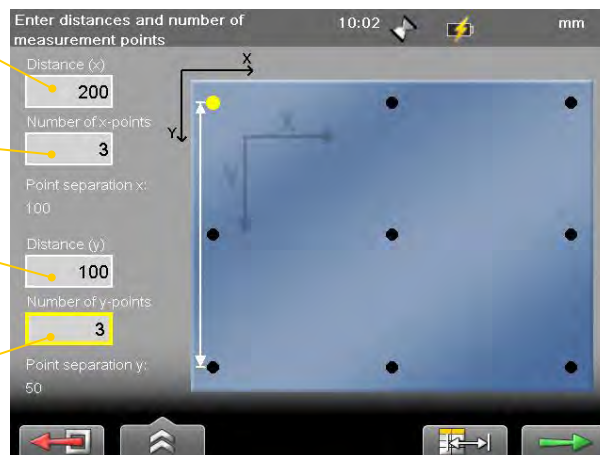 Enter distances and number of
measurement points
10:02
mm
Distance (x)
200
Number of x-points
3
Point separation x:
100
Distance (y)
100
Number of y-points
3
Point separation y:
50
X
Y
X
Y